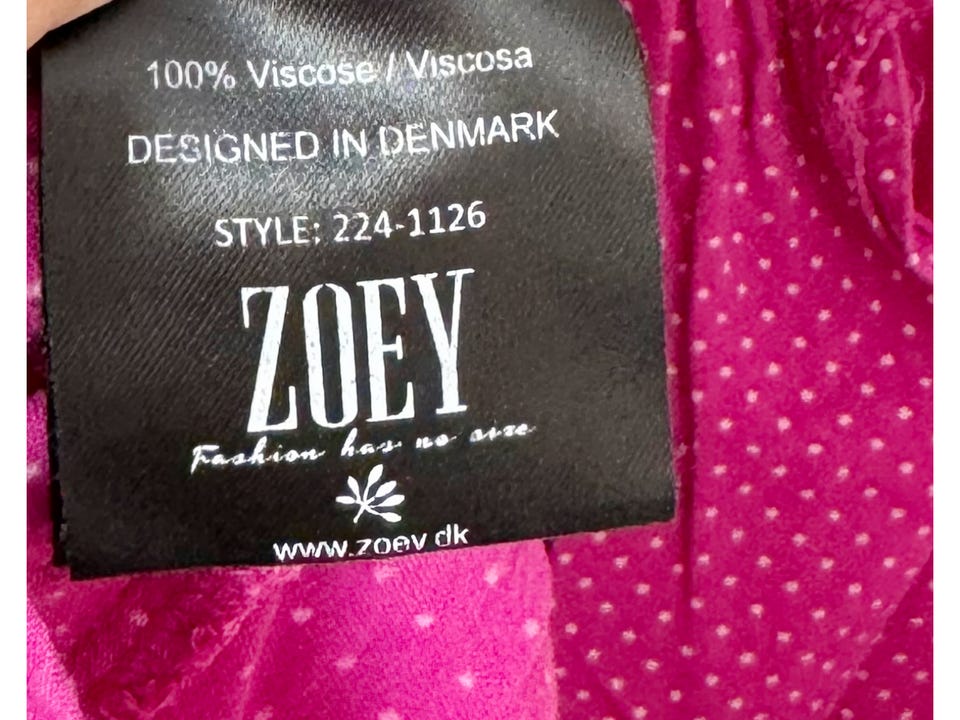 100% Viscose / Viscosa
DESIGNED IN DENMARK
STYLE: 224-1126
ZOEY
Fashion has no size
www.zoey.dk